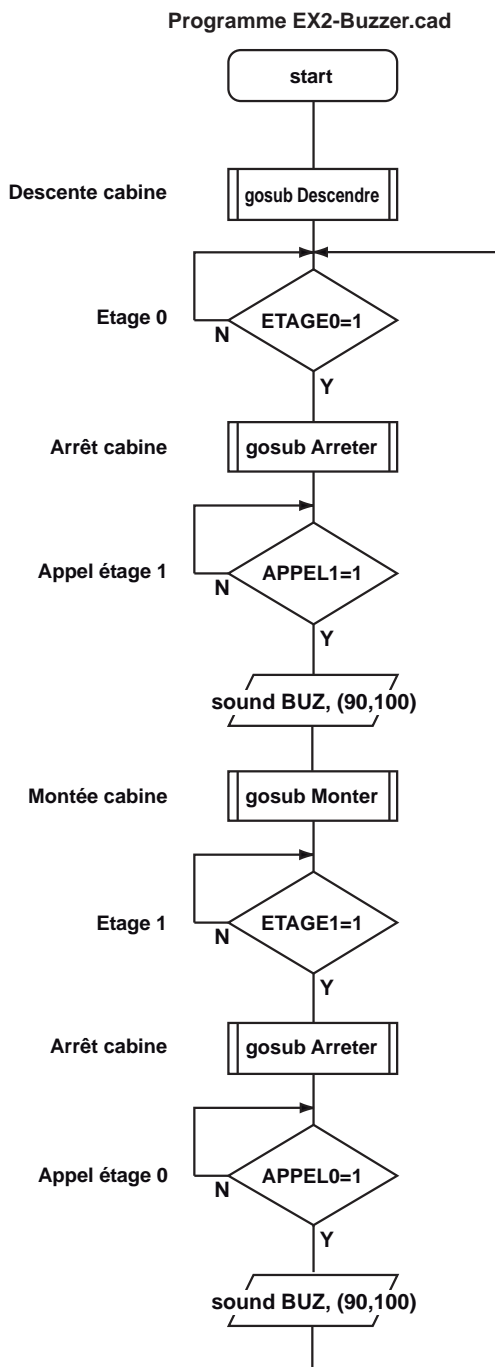 Programme EX2-Buzzer.cad
start
Descente cabine
gosub Descendre
Etage 0
ETAGE0=1
N
Y
Arrêt cabine
gosub Arreter
Appel étage 1
APPEL1=1
N
Y
sound BUZ, (90,100)
Montée cabine
gosub Monter
Etage 1
ETAGE1=1
N
Y
Arrêt cabine
gosub Arreter
Appel étage 0
APPEL0=1
N
Y
sound BUZ, (90,100)